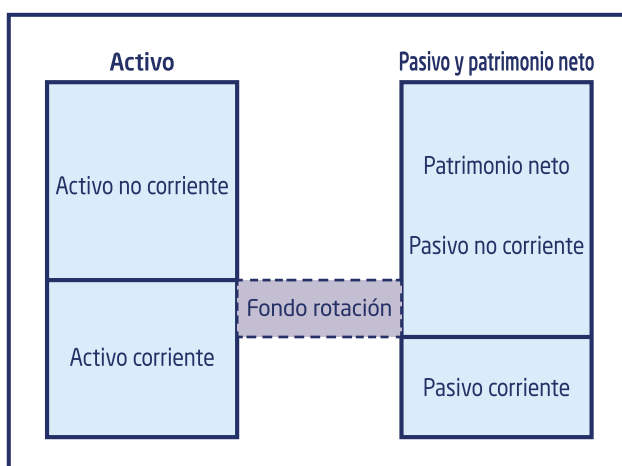 Activo
Pasivo y patrimonio neto
Activo no corriente
Patrimonio neto
Pasivo no corriente
Fondo rotación
Activo corriente
Pasivo corriente